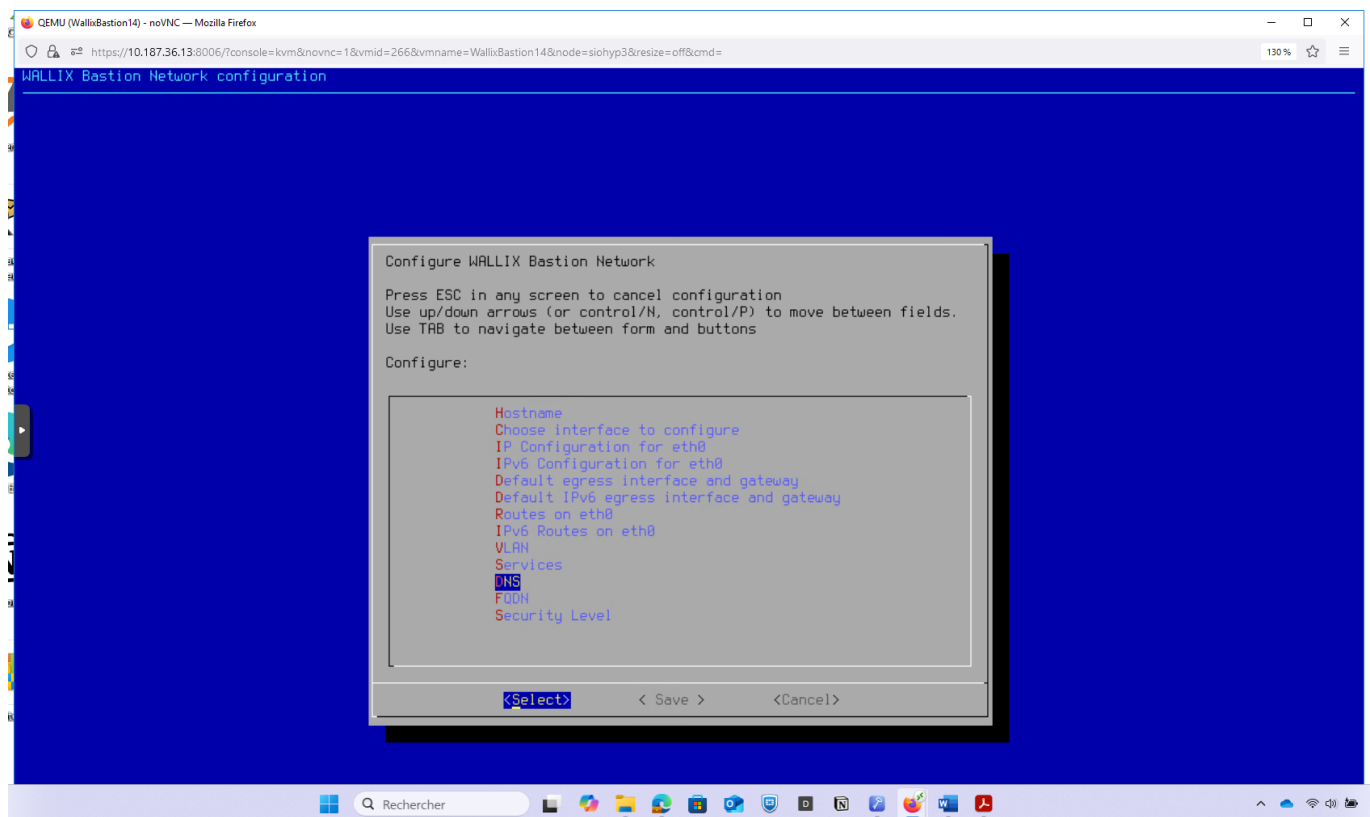 QEMU (WallixBastion14) - noVNC — Mozilla Firefox
https://10.187.36.13:8006/?console=kvm&novnc=1&vmid=266&vmname=WallixBastion14&node=siohyp3&resize=off&cmd=
130 %
WALLIX Bastion Network configuration
Configure WALLIX Bastion Network
Press ESC in any screen to cancel configuration
Use up/down arrows (or control/N, control/P) to move between fields.
Use TAB to navigate between form and buttons
Configure:
Hostname
Choose interface to configure
IP Configuration for eth0
IPv6 Configuration for eth0
Default egress interface and gateway
Default IPv6 egress interface and gateway
Routes on eth0
IPv6 Routes on eth0
VLAN
Services
DNS
FQDN
Security Level
<Select> < Save > <Cancel>
Rechercher